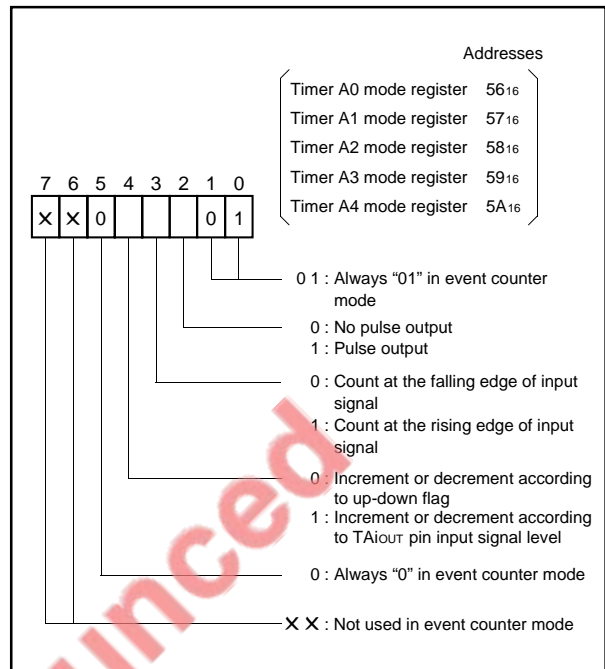 Addresses
Timer A0 mode register 5616
Timer A1 mode register 5716
Timer A2 mode register 5816
Timer A3 mode register 5916
Timer A4 mode register 5A16
7 6 5 4 3 2 1 0
× × 0 0 1
0 1 : Always “01” in event counter
mode
0 : No pulse output
1 : Pulse output
0 : Count at the falling edge of input
signal
1 : Count at the rising edge of input
signal
0 : Increment or decrement according
to up-down flag
1 : Increment or decrement according
to TAiOUT pin input signal level
0 : Always “0” in event counter mode
× × : Not used in event counter mode
unced